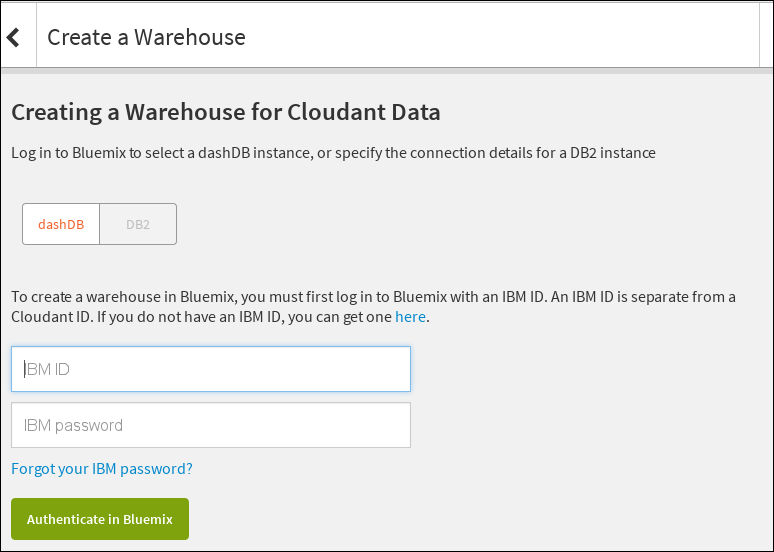 Create a Warehouse
Creating a Warehouse for Cloudant Data
Log in to Bluemix to select a dashDB instance, or specify the connection details for a DB2 instance
dashDB DB2
To create a warehouse in Bluemix, you must first log in to Bluemix with an IBM ID. An IBM ID is separate from a
Cloudant ID. If you do not have an IBM ID, you can get one here.
IBM ID
IBM password
Forgot your IBM password?
Authenticate in Bluemix